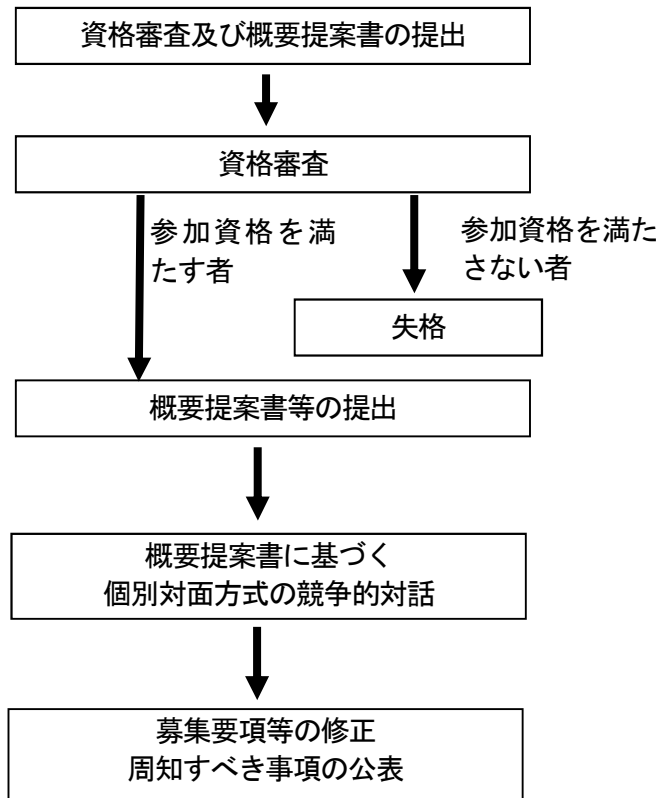 資格審査及び概要提案書の提出
資格審査
参加資格を満
たす者
参加資格を満た
さない者
失格
概要提案書等の提出
概要提案書に基づく
個別対面方式の競争的対話
募集要項等の修正
周知すべき事項の公表